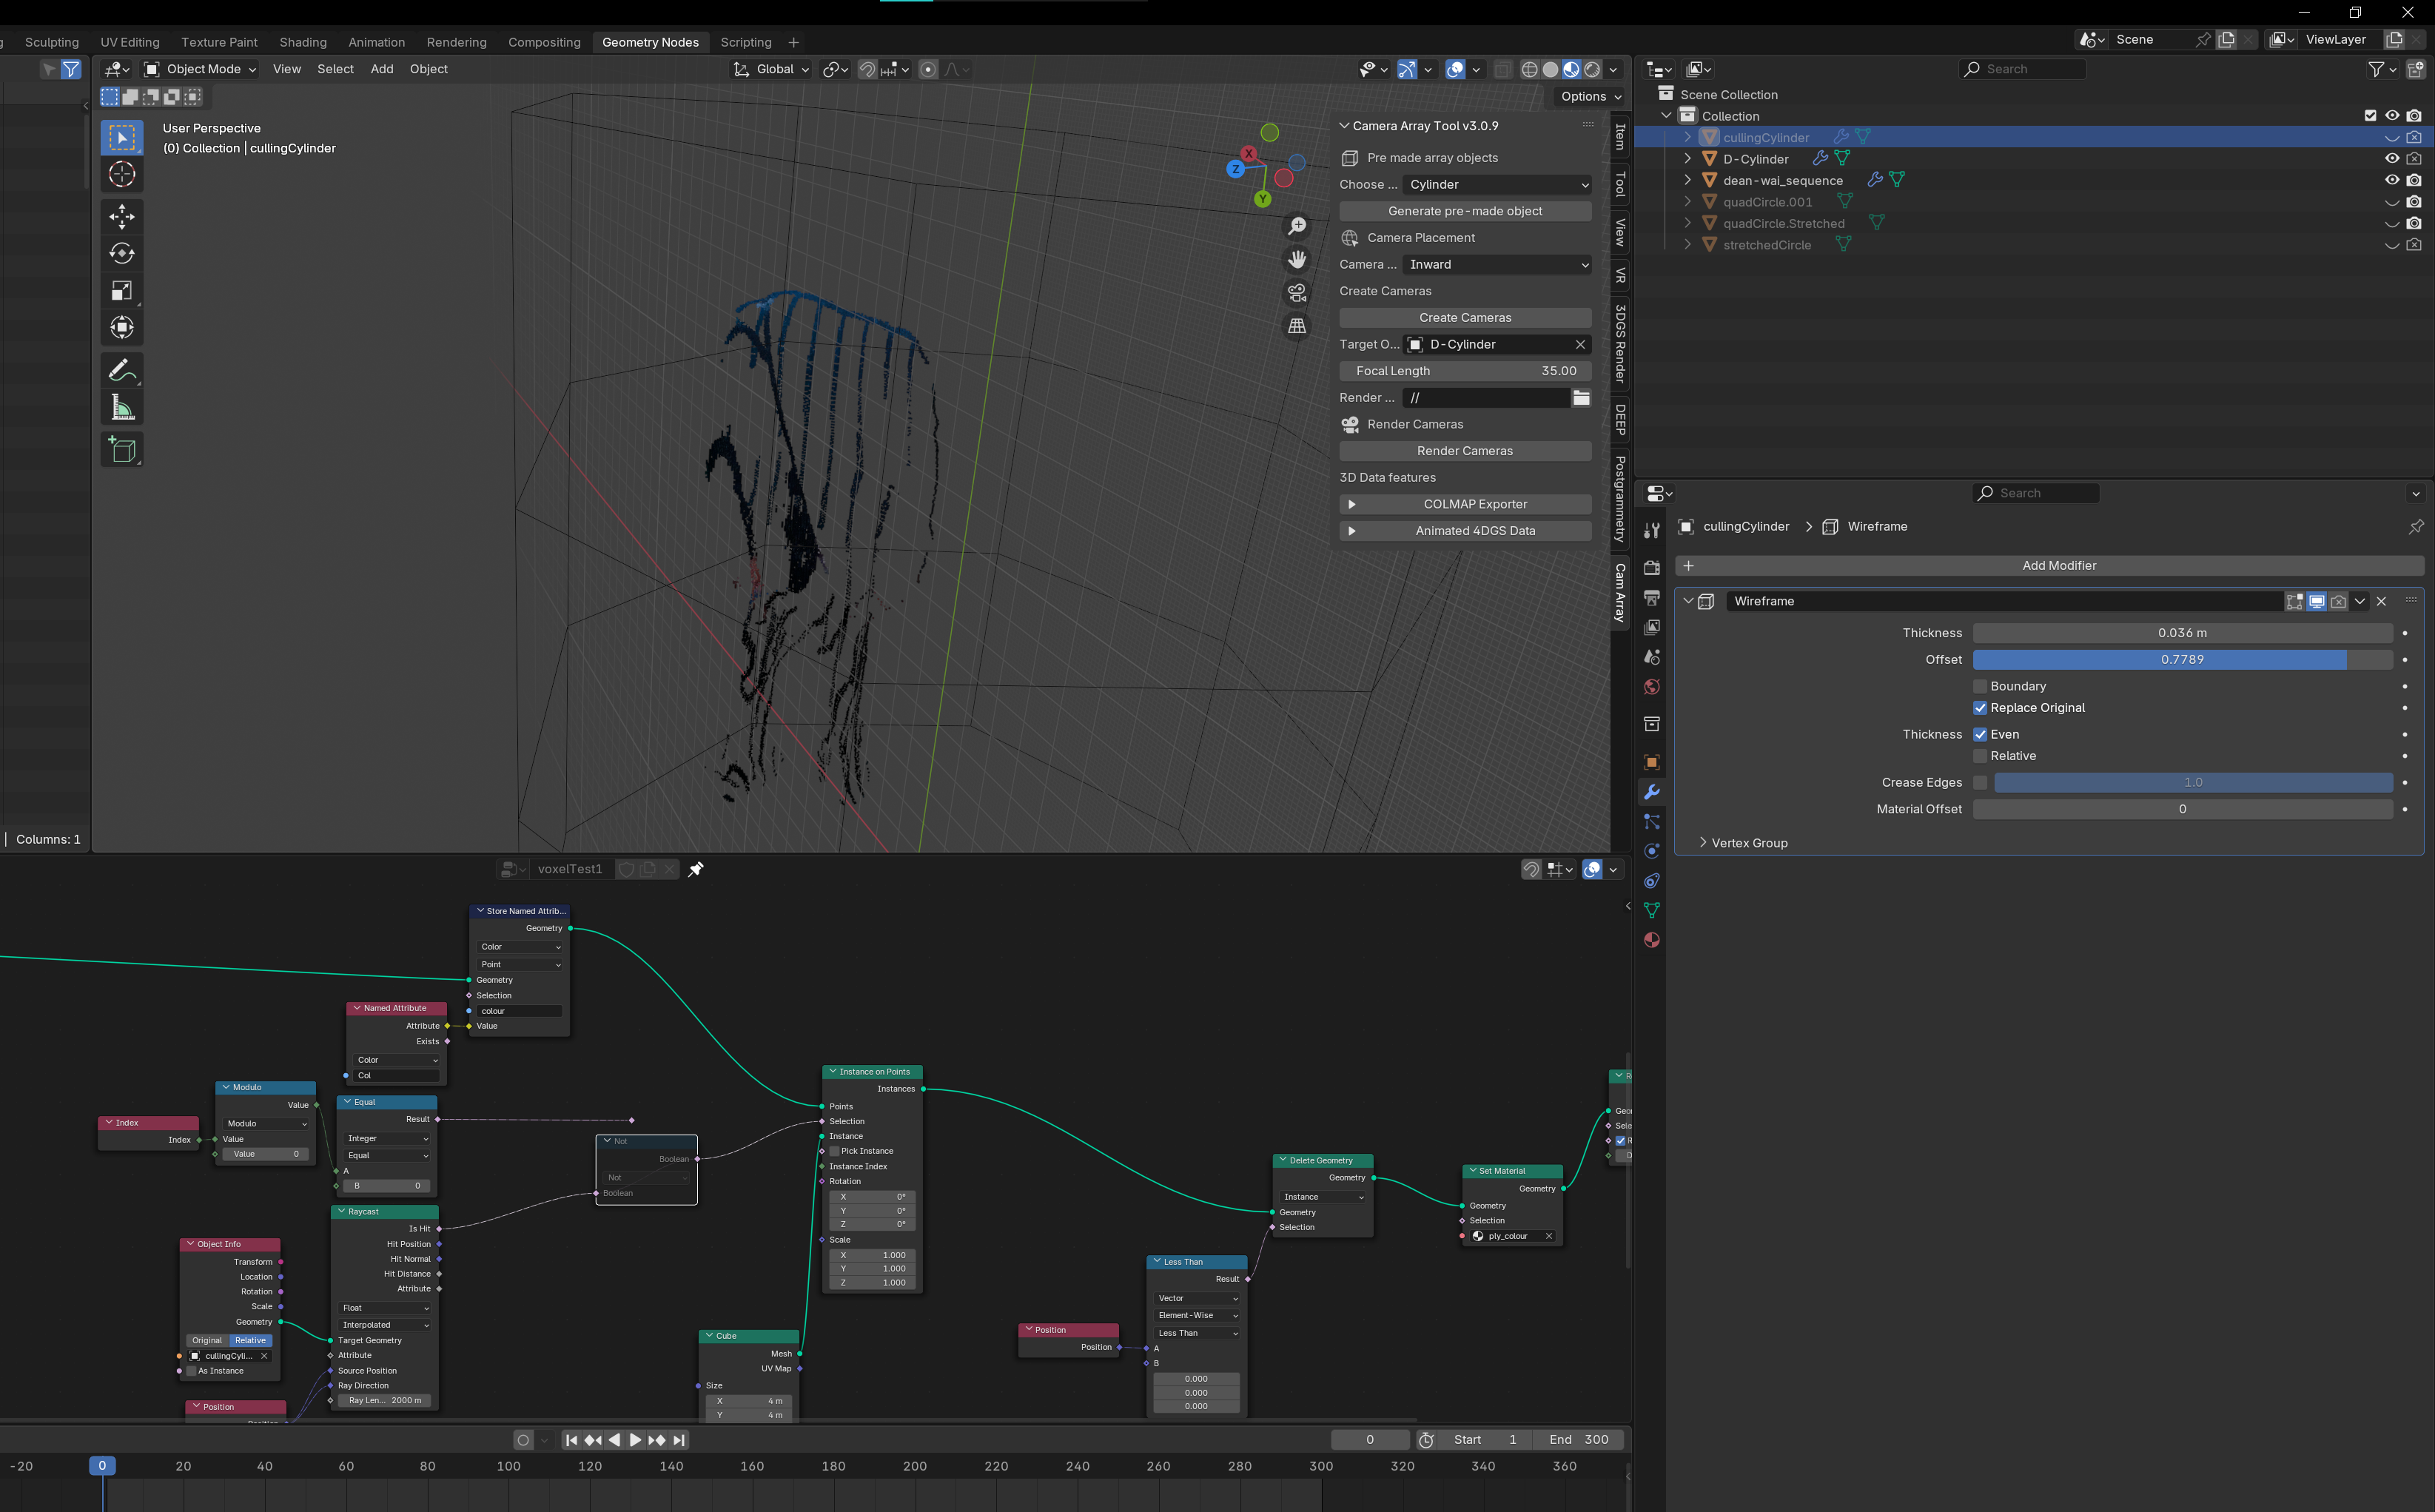 Sculpting UV Editing Texture Paint Shading Animation Rendering Compositing Geometry Nodes Scripting
Scene
ViewLayer
Object Mode View Select Add Object
Global
Options
User Perspective
(0) Collection | cullingCylinder
X
Z
Y
Camera Array Tool v3.0.9
Pre made array objects
Choose ... Cylinder
Generate pre-made object
Camera Placement
Camera ... Inward
Create Cameras
Create Cameras
Target O... D-Cylinder
Focal Length 35.00
Render ... //
Render Cameras
Render Cameras
3D Data features
COLMAP Exporter
Animated 4DGS Data
Item
Tool
View
VR
3DGS Render
DEEP
Postgrammetry
Cam Array
Search
Scene Collection
Collection
cullingCylinder
D-Cylinder
dean-wai_sequence
quadCircle.001
quadCircle.Stretched
stretchedCircle
Search
cullingCylinder Wireframe
Add Modifier
Wireframe
Thickness 0.036 m
Offset 0.7789
Boundary
Replace Original
Thickness Even
Relative
Crease Edges 1.0
Material Offset 0
Vertex Group
Columns: 1
voxelTest1
Store Named Attrib...
Geometry
Color
Point
Geometry
Selection
colour
Value
Named Attribute
Attribute
Exists
Color
Col
Modulo
Value
Modulo
Value
Value 0
Index
Index
Equal
Result
Integer
Equal
A
B 0
Not
Boolean
Not
Boolean
Raycast
Is Hit
Hit Position
Hit Normal
Hit Distance
Attribute
Float
Interpolated
Target Geometry
Attribute
Source Position
Ray Direction
Ray Len... 2000 m
Object Info
Transform
Location
Rotation
Scale
Geometry
Original Relative
cullingCyli...
As Instance
Position
Instance on Points
Instances
Points
Selection
Instance
Pick Instance
Instance Index
Rotation
X 0°
Y 0°
Z 0°
Scale
X 1.000
Y 1.000
Z 1.000
Cube
Mesh
UV Map
Size
X 4 m
Y 4 m
Position
Position
Less Than
Result
Vector
Element-Wise
Less Than
A
B
0.000
0.000
0.000
Delete Geometry
Geometry
Instance
Geometry
Selection
Set Material
Geometry
Geometry
Selection
ply_colour
0
Start 1
End 300
-20 0 20 40 60 80 100 120 140 160 180 200 220 240 260 280 300 320 340 360